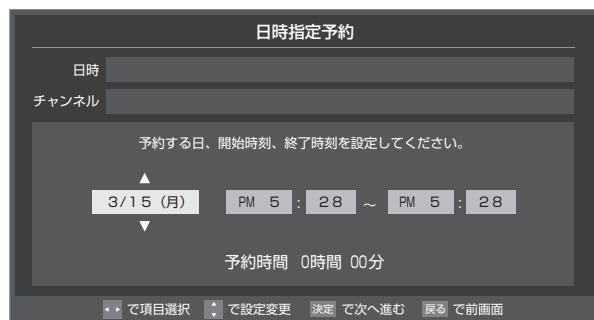 日時指定予約
日時
チャンネル
予約する日、開始時刻、終了時刻を設定してください。
▲
3/15 (月) PM 5 : 28 ～ PM 5 : 28
▼
予約時間 0時間 00分
で項目選択 で設定変更 決定 で次へ進む 戻る で前画面